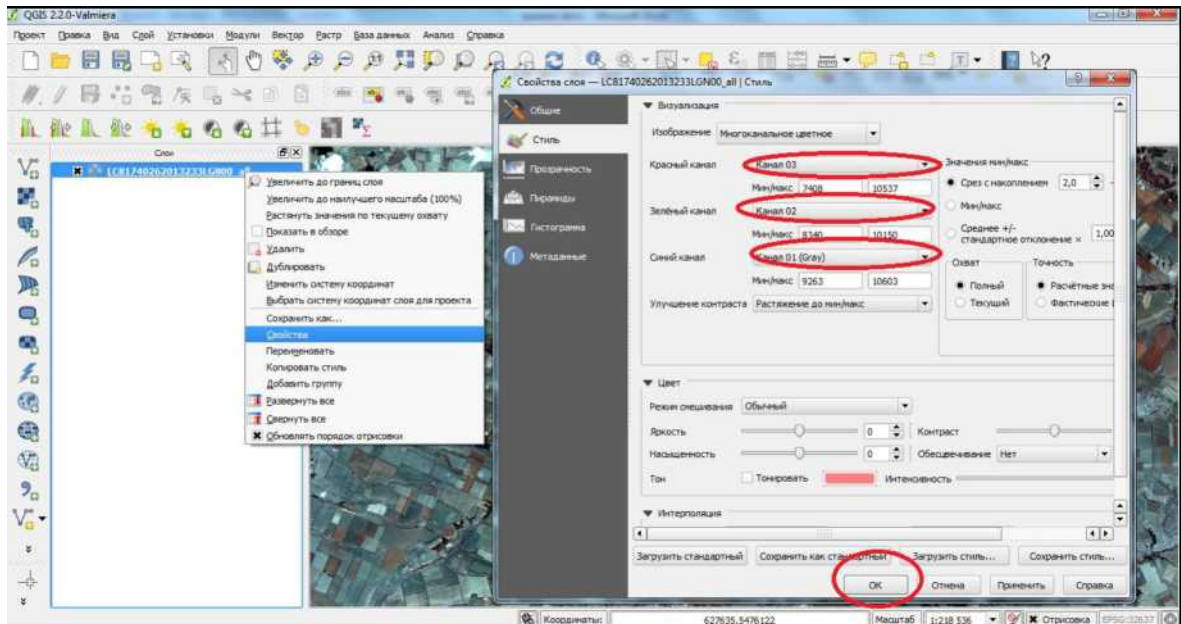 QGIS 2.2.0-Valmiera
Проект Правка Вид Слой Установки Модули Вектор Растр База данных Анализ Справка
Слои
LC81740262013233LGN00_all
Увеличить до границ слоя
Увеличить до наилучшего масштаба (100%)
Растянуть значения по текущему охвату
Показать в обзоре
Удалить
Дублировать
Изменить систему координат
Выбрать систему координат слоя для проекта
Сохранить как...
Свойства
Переименовать
Копировать стиль
Добавить группу
Развернуть все
Свернуть все
Обновлять порядок отрисовки
Свойства слоя — LC81740262013233LGN00_all | Стиль
Общие
Стиль
Прозрачность
Пирамиды
Гистограмма
Метаданные
Визуализация
Изображение Многоканальное цветное
Красный канал Канал 03
Мин/макс 7408 10537
Зелёный канал Канал 02
Мин/макс 8340 10150
Синий канал Канал 01 (Gray)
Мин/макс 9263 10603
Улучшение контраста Растяжение до мин/макс
Значения мин/макс
Срез с накоплением 2,0 -
Мин/макс
Среднее +/-
стандартное отклонение × 1,00
Охват
Полный
Текущий
Точность
Расчётные зна
Фактические
Цвет
Режим смешивания Обычный
Яркость 0 Контраст
Насыщенность 0 Обесцвечивание Нет
Тон Тонировать Интенсивность
Интерполяция
Загрузить стандартный Сохранить как стандартный Загрузить стиль... Сохранить стиль...
OK Отмена Применить Справка
Координаты: 627635,5476122 Масштаб 1:218 536 Отрисовка EPSG:32637